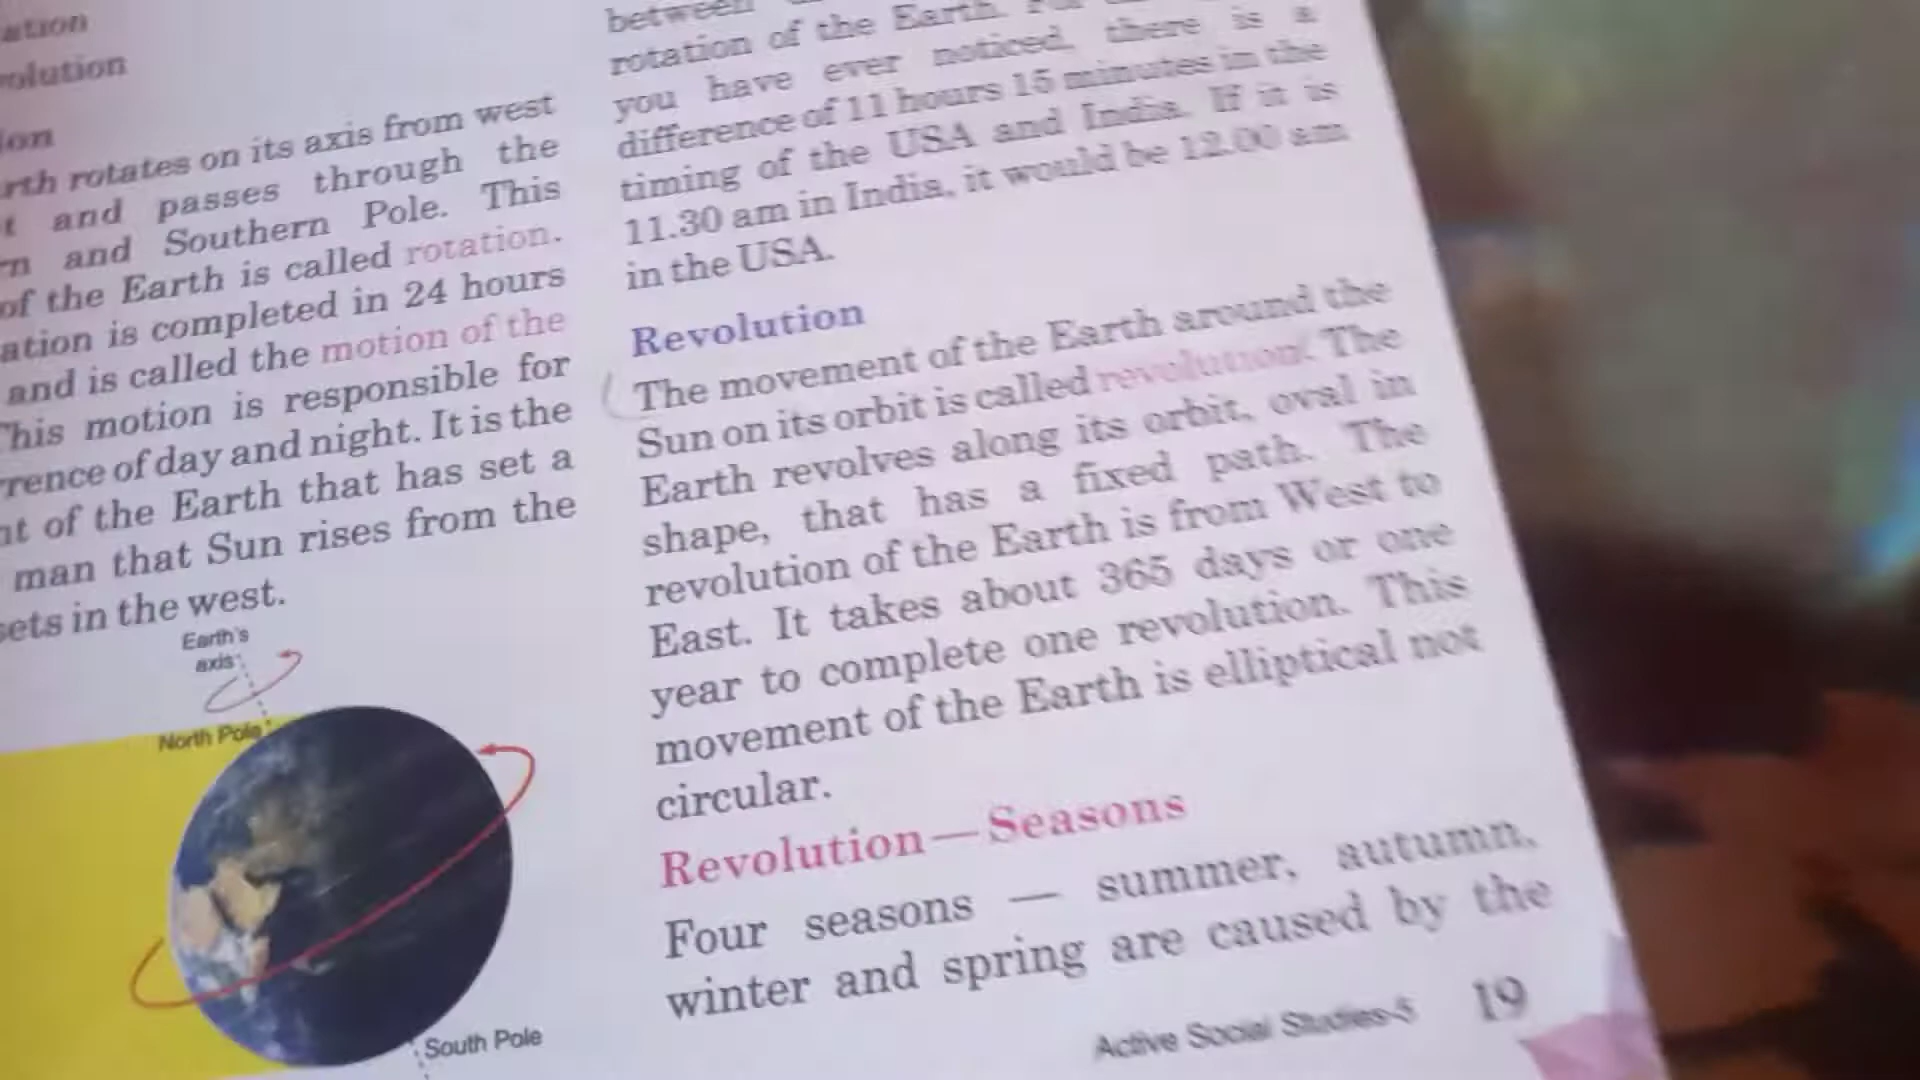 ation
volution
ion
rth rotates on its axis from west
t and passes through the
rn and Southern Pole. This
of the Earth is called rotation.
ation is completed in 24 hours
and is called the motion of the
This motion is responsible for
rrence of day and night. It is the
nt of the Earth that has set a
man that Sun rises from the
sets in the west.
Earth's
axis
North Pole
South Pole
between
rotation of the Earth.
you have ever noticed, there is a
difference of 11 hours 15 minutes in the
timing of the USA and India. If it is
11.30 am in India, it would be 12.00 am
in the USA.
Revolution
The movement of the Earth around the
Sun on its orbit is called revolution. The
Earth revolves along its orbit, oval in
shape, that has a fixed path. The
revolution of the Earth is from West to
East. It takes about 365 days or one
year to complete one revolution. This
movement of the Earth is elliptical not
circular.
Revolution—Seasons
Four seasons — summer, autumn,
winter and spring are caused by the
Active Social Studies-5 19